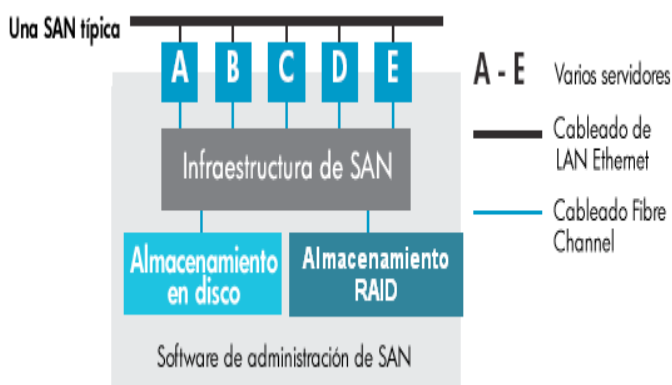 Una SAN típica
A B C D E
Infraestructura de SAN
Almacenamiento
en disco
Almacenamiento
RAID
Software de administración de SAN
A - E Varios servidores
Cableado de
LAN Ethernet
Cableado Fibre
Channel